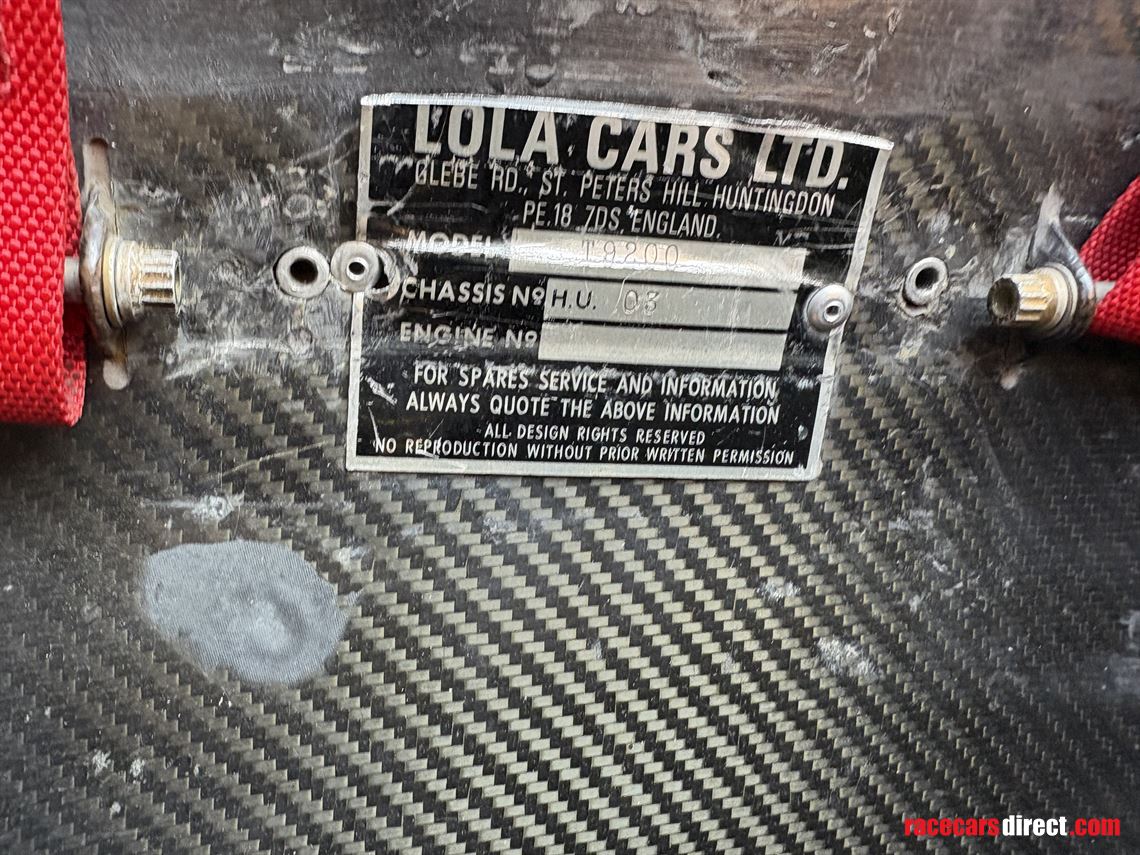 LOLA CARS LTD.
GLEBE RD., ST. PETERS HILL. HUNTINGDON
PE.18 7DS, ENGLAND.
MODEL T9200
CHASSIS Nº H.U. 03
ENGINE Nº
FOR SPARES SERVICE AND INFORMATION
ALWAYS QUOTE THE ABOVE INFORMATION
ALL DESIGN RIGHTS RESERVED
NO REPRODUCTION WITHOUT PRIOR WRITTEN PERMISSION
racecarsdirect.com